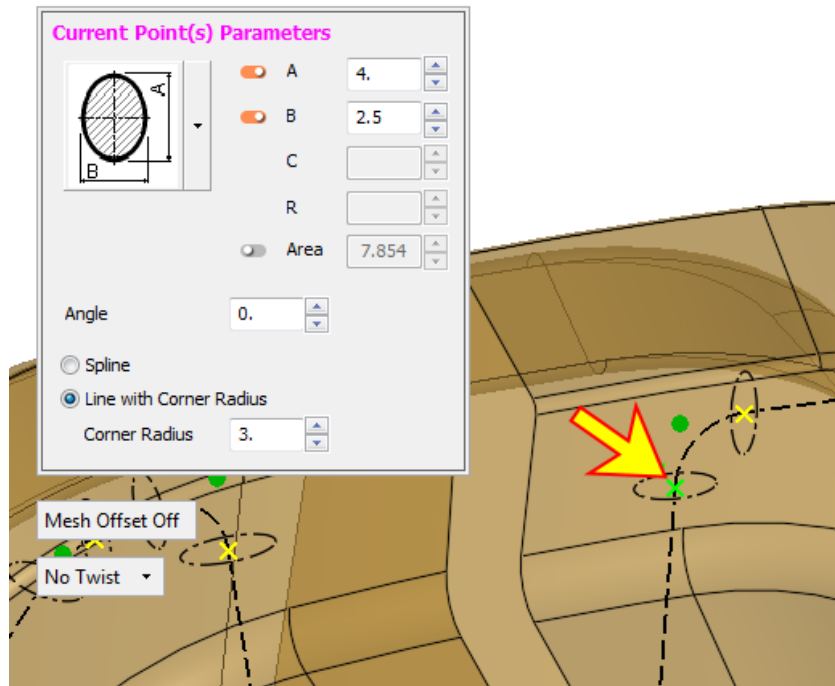 Current Point(s) Parameters
A 4.
A
B 2.5
B
C
R
Area 7.854
Angle 0.
Spline
Line with Corner Radius
Corner Radius 3.
Mesh Offset Off
No Twist